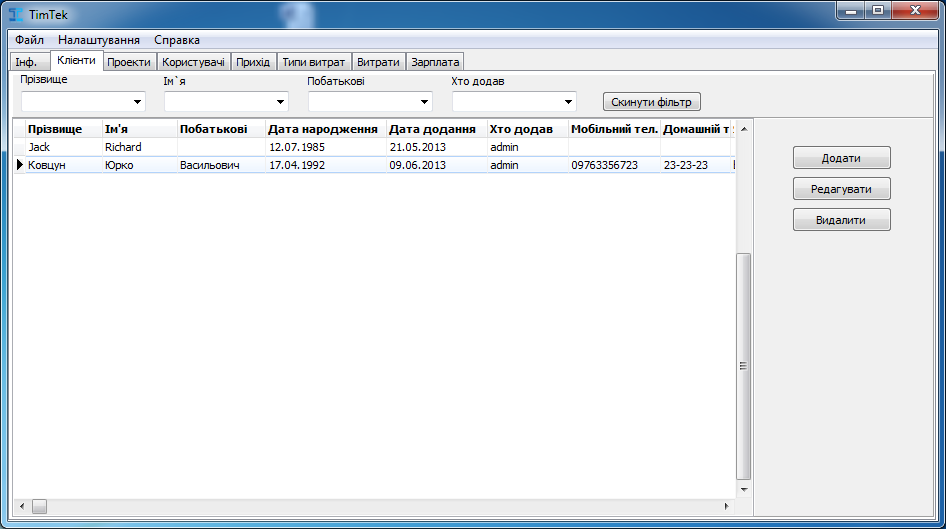 TimTek
Файл Налаштування Справка
Інф. Клієнти Проекти Користувачі Прихід Типи витрат Витрати Зарплата
Прізвище Ім`я Побатькові Хто додав
Скинути фільтр
Прізвище Ім'я Побатькові Дата народження Дата додання Хто додав Мобільний тел. Домашній т
Jack Richard 12.07.1985 21.05.2013 admin
Ковцун Юрко Васильович 17.04.1992 09.06.2013 admin 09763356723 23-23-23
Додати
Редагувати
Видалити